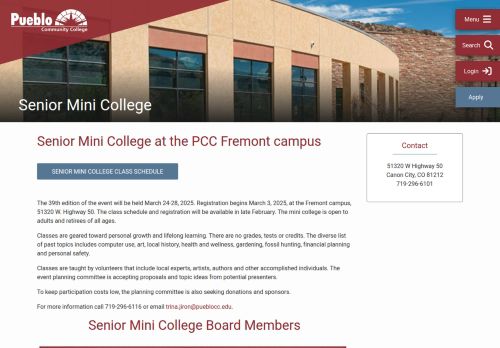 Pueblo
Community College
Menu
Search
Login
Apply
Senior Mini College
Senior Mini College at the PCC Fremont campus
SENIOR MINI COLLEGE CLASS SCHEDULE
The 39th edition of the event will be held March 24-28, 2025. Registration begins March 3, 2025, at the Fremont campus,
51320 W. Highway 50. The class schedule and registration will be available in late February. The mini college is open to
adults and retirees of all ages.
Classes are geared toward personal growth and lifelong learning. There are no grades, tests or credits. The diverse list
of past topics includes computer use, art, local history, health and wellness, gardening, fossil hunting, financial planning
and personal safety.
Classes are taught by volunteers that include local experts, artists, authors and other accomplished individuals. The
event planning committee is accepting proposals and topic ideas from potential presenters.
To keep participation costs low, the planning committee is also seeking donations and sponsors.
For more information call 719-296-6116 or email trina.jiron@pueblocc.edu.
Senior Mini College Board Members
Contact
51320 W Highway 50
Canon City, CO 81212
719-296-6101